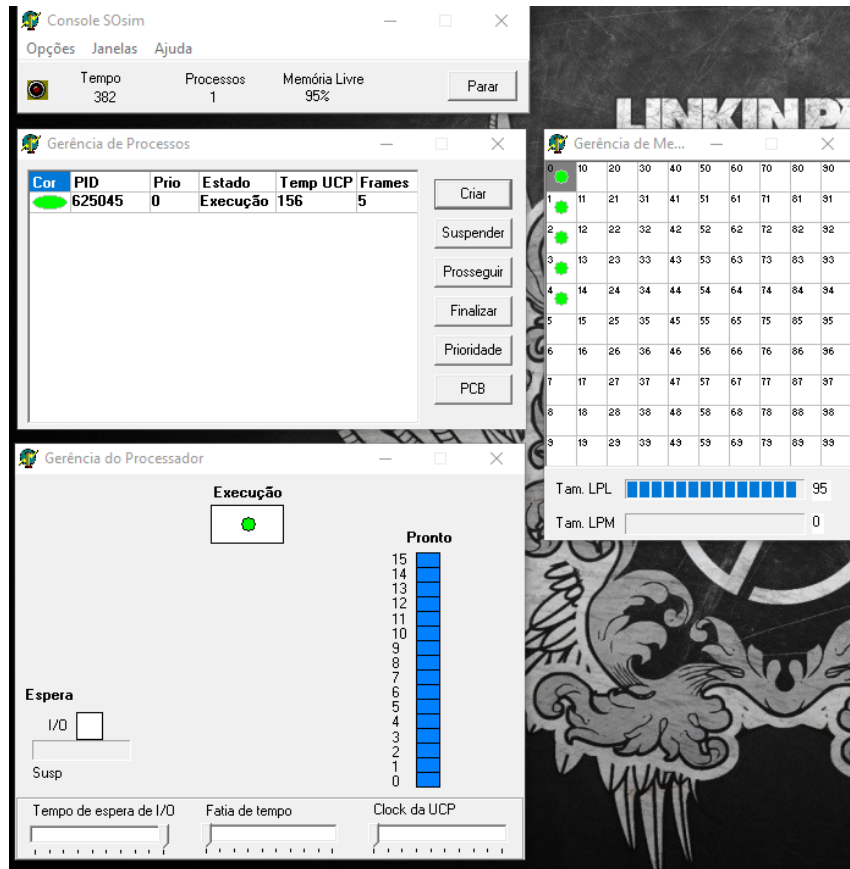 Console SOsim
Opções Janelas Ajuda
Tempo Processos Memória Livre
382 1 95%
Parar
LINKIN PA
Gerência de Processos
Cor PID Prio Estado Temp UCP Frames
625045 0 Execução 156 5
Criar
Suspender
Prosseguir
Finalizar
Prioridade
PCB
Gerência de Me...
0 10 20 30 40 50 60 70 80 90
1 11 21 31 41 51 61 71 81 91
2 12 22 32 42 52 62 72 82 92
3 13 23 33 43 53 63 73 83 93
4 14 24 34 44 54 64 74 84 94
5 15 25 35 45 55 65 75 85 95
6 16 26 36 46 56 66 76 86 96
7 17 27 37 47 57 67 77 87 97
8 18 28 38 48 58 68 78 88 98
9 19 29 39 49 59 69 79 89 99
Tam. LPL 95
Tam. LPM 0
Gerência do Processador
Execução
Pronto
15
14
13
12
11
10
9
8
7
6
5
4
3
2
1
0
Espera
I/O
Susp
Tempo de espera de I/O Fatia de tempo Clock da UCP